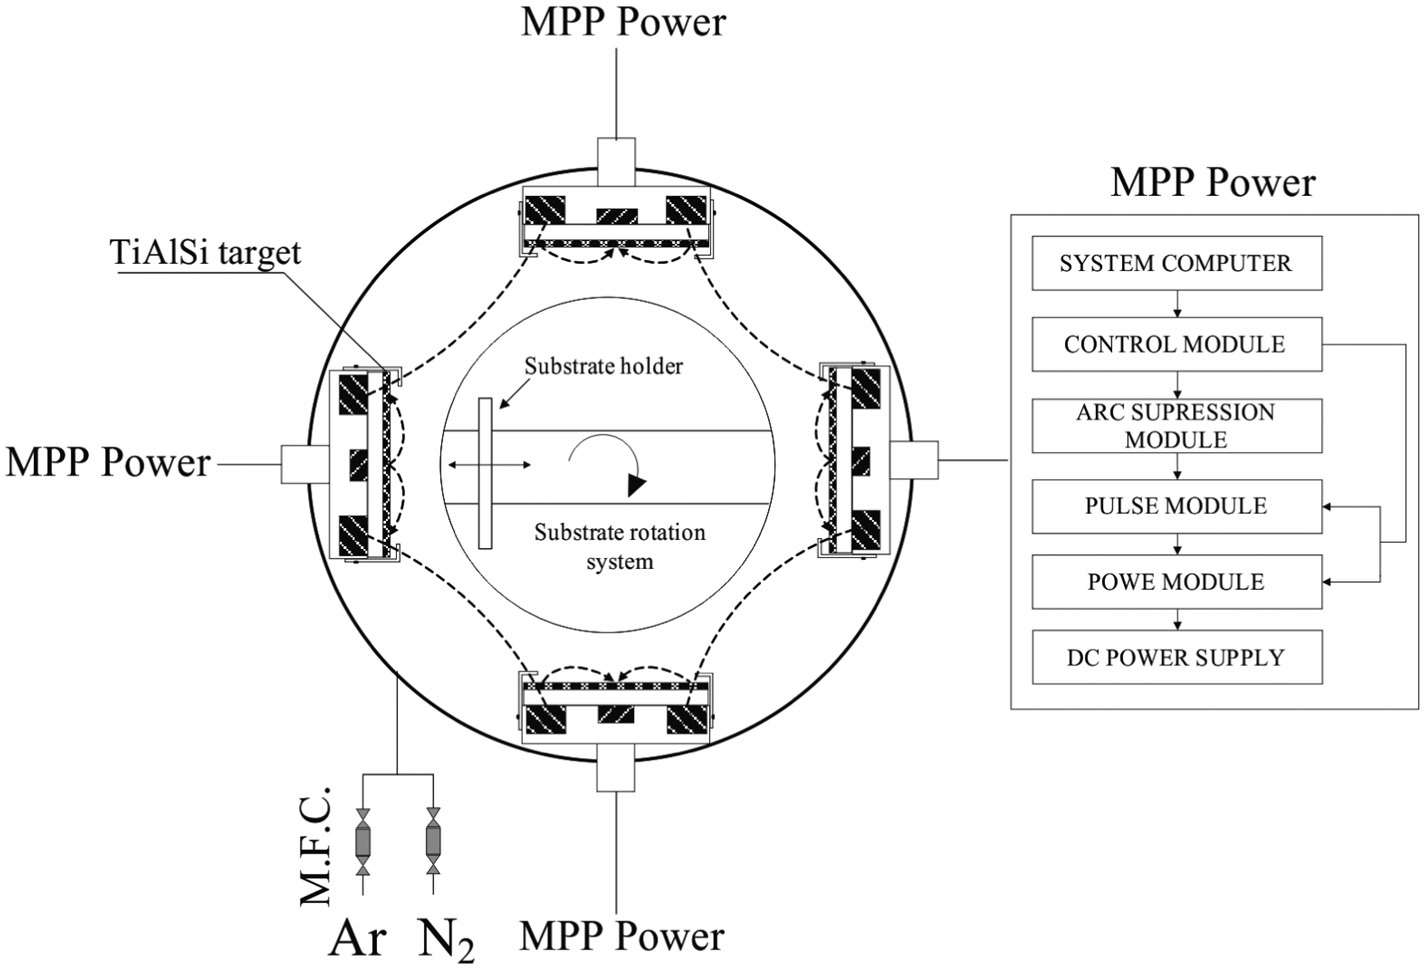 MPP Power
MPP Power
TiAlSi target
SYSTEM COMPUTER
CONTROL MODULE
Substrate holder
ARC SUPRESSION
MODULE
MPP Power
PULSE MODULE
Substrate rotation
system
POWE MODULE
DC POWER SUPPLY
M.F.C.
Ar
N2
MPP Power